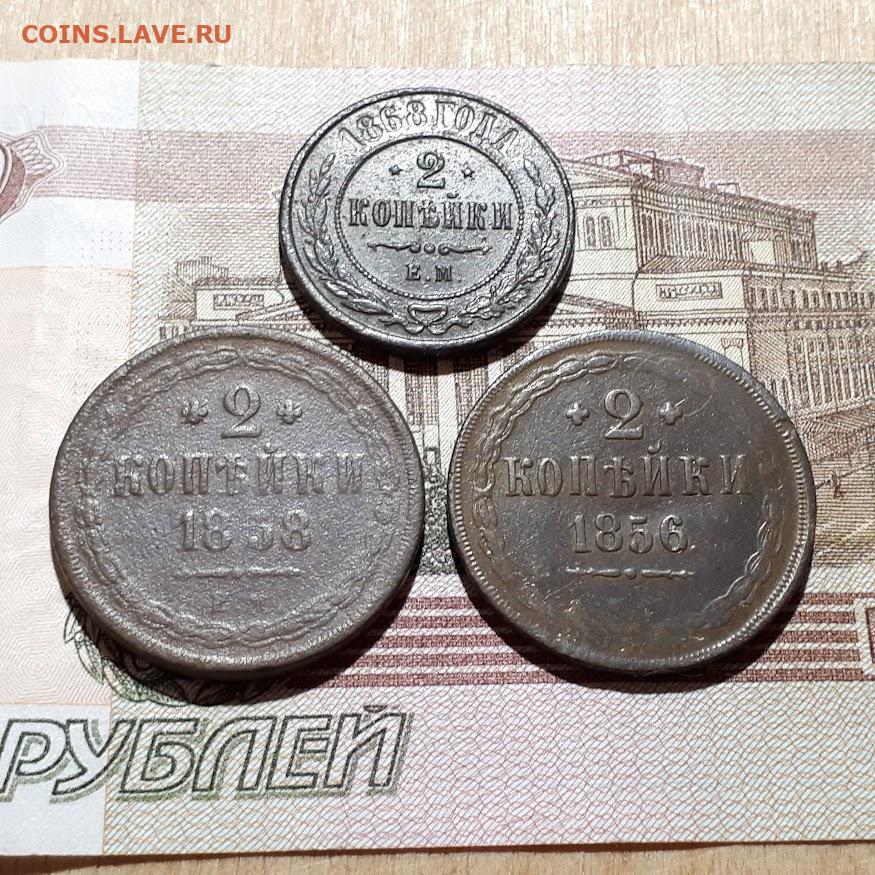 COINS.LAVE.RU
1868 ГОДА
* 2 *
КОПѢЙКИ
Е.М.
2
КОПѢЙКИ
1858
2
КОПѢЙКИ
1856
РУБЛЕЙ